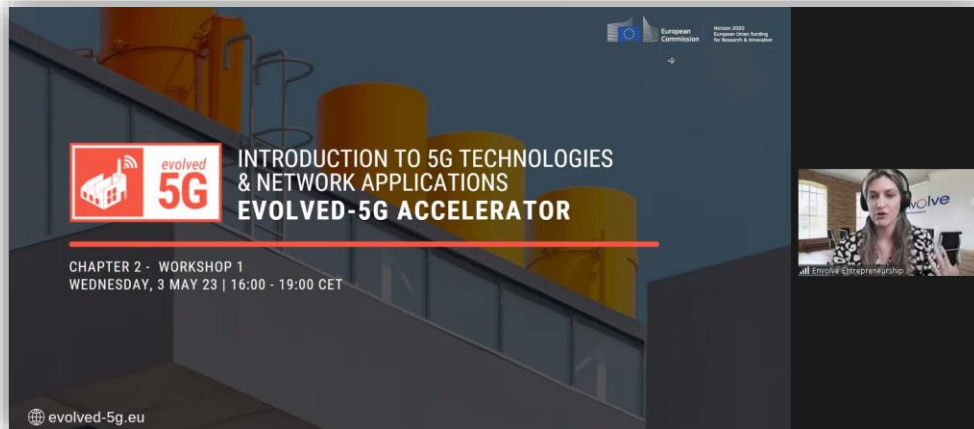 European
Commission
Horizon 2020
European Union funding
for Research & Innovation
evolved
5G
INTRODUCTION TO 5G TECHNOLOGIES
& NETWORK APPLICATIONS
EVOLVED-5G ACCELERATOR
CHAPTER 2 - WORKSHOP 1
WEDNESDAY, 3 MAY 23 | 16:00 - 19:00 CET
evolved-5g.eu
Envolve Entrepreneurship